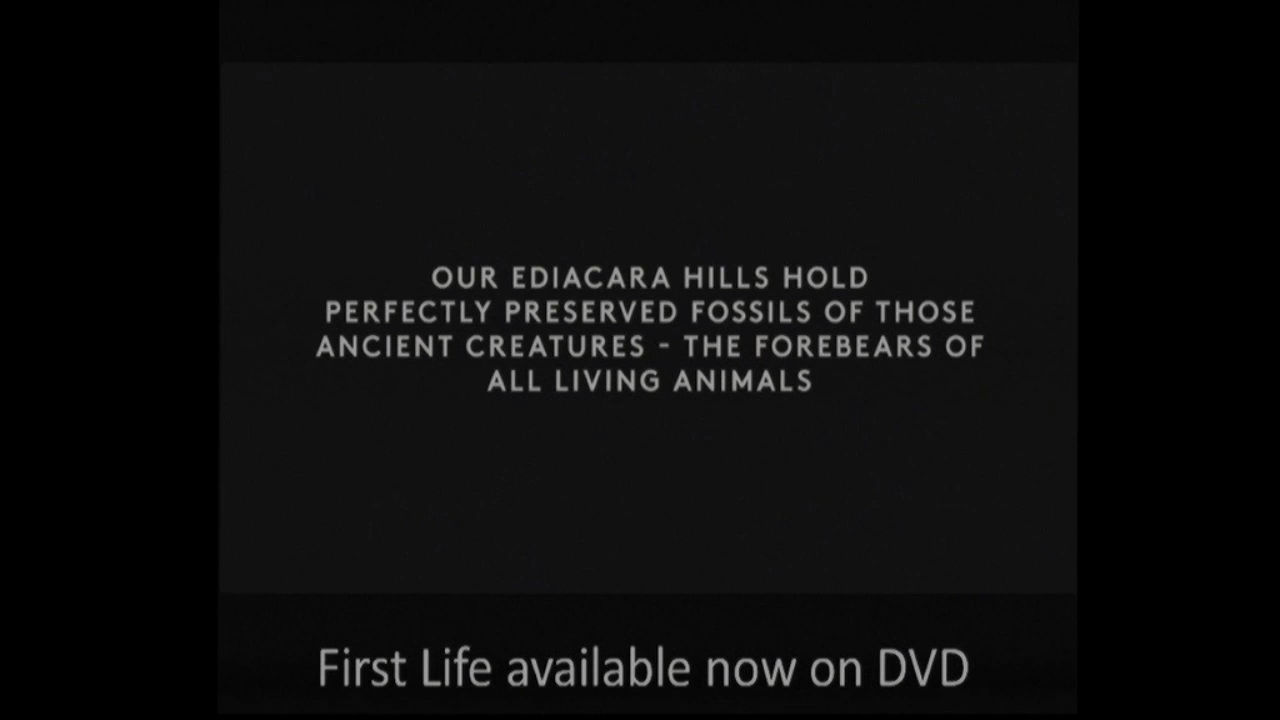 OUR EDIACARA HILLS HOLD
PERFECTLY PRESERVED FOSSILS OF THOSE
ANCIENT CREATURES - THE FOREBEARS OF
ALL LIVING ANIMALS
First Life available now on DVD